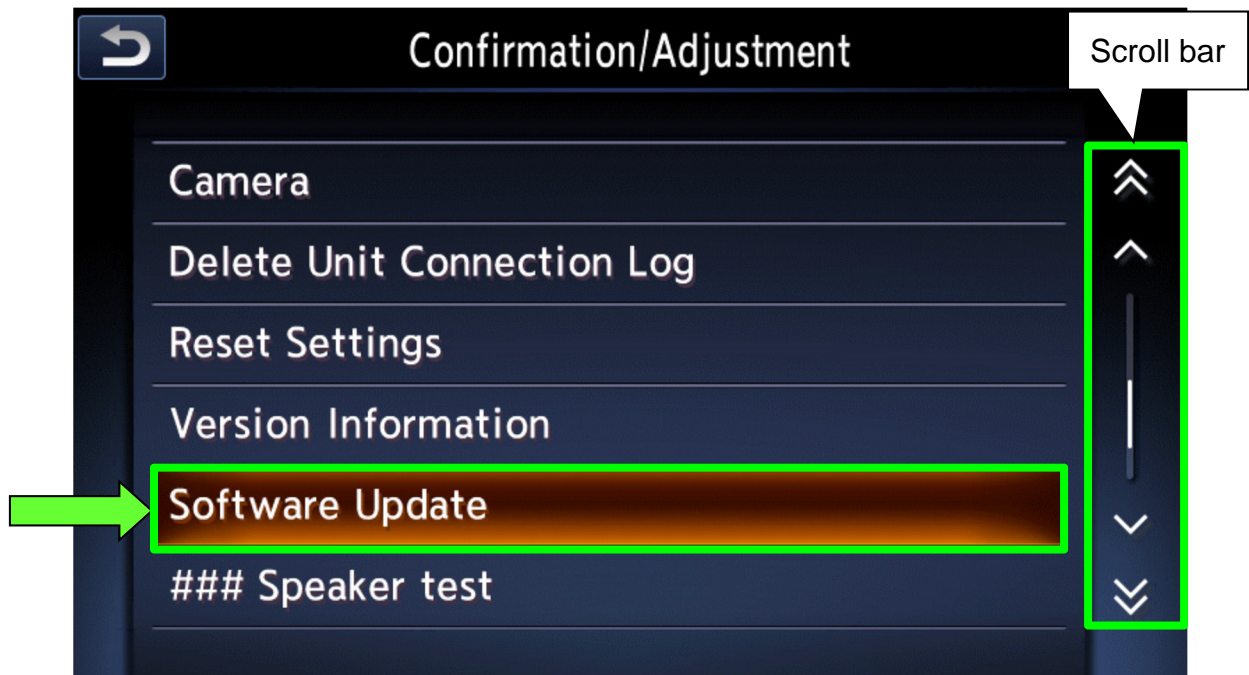 Confirmation/Adjustment
Scroll bar
Camera
Delete Unit Connection Log
Reset Settings
Version Information
Software Update
### Speaker test